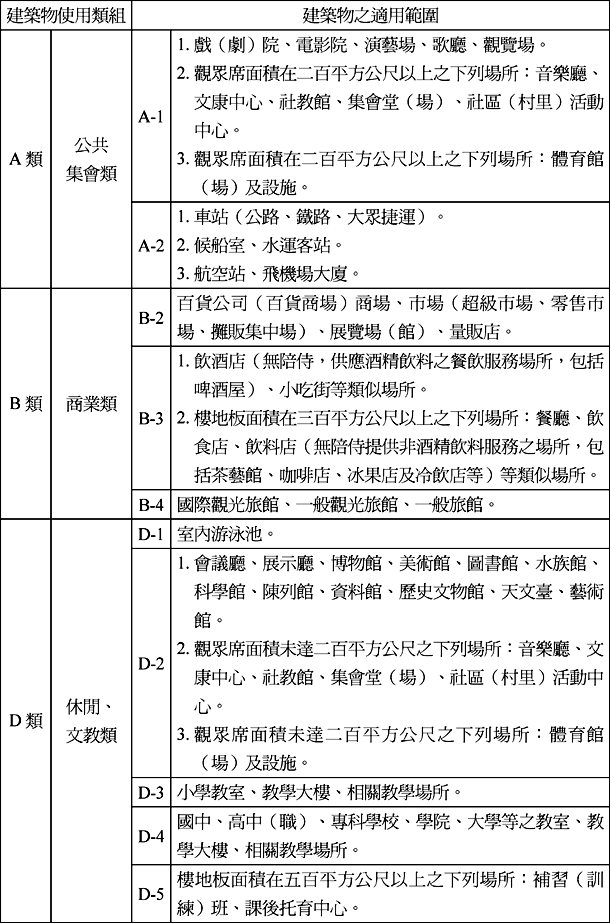 建築物使用類組 建築物之適用範圍
A 類 公共集會類 A-1 1. 戲（劇）院、電影院、演藝場、歌廳、觀覽場。
2. 觀眾席面積在二百平方公尺以上之下列場所：音樂廳、
文康中心、社教館、集會堂（場）、社區（村里）活動
中心。
3. 觀眾席面積在二百平方公尺以上之下列場所：體育館
（場）及設施。
A-2 1. 車站（公路、鐵路、大眾捷運）。
2. 候船室、水運客站。
3. 航空站、飛機場大廈。
B 類 商業類 B-2 百貨公司（百貨商場）商場、市場（超級市場、零售市
場、攤販集中場）、展覽場（館）、量販店。
B-3 1. 飲酒店（無陪侍，供應酒精飲料之餐飲服務場所，包括
啤酒屋）、小吃街等類似場所。
2. 樓地板面積在三百平方公尺以上之下列場所：餐廳、飲
食店、飲料店（無陪侍提供非酒精飲料服務之場所，包
括茶藝館、咖啡店、冰果店及冷飲店等）等類似場所。
B-4 國際觀光旅館、一般觀光旅館、一般旅館。
D 類 休閒、文教類 D-1 室內游泳池。
D-2 1. 會議廳、展示廳、博物館、美術館、圖書館、水族館、
科學館、陳列館、資料館、歷史文物館、天文臺、藝術
館。
2. 觀眾席面積未達二百平方公尺之下列場所：音樂廳、文
康中心、社教館、集會堂（場）、社區（村里）活動中
心。
3. 觀眾席面積未達二百平方公尺之下列場所：體育館
（場）及設施。
D-3 小學教室、教學大樓、相關教學場所。
D-4 國中、高中（職）、專科學校、學院、大學等之教室、教
學大樓、相關教學場所。
D-5 樓地板面積在五百平方公尺以上之下列場所：補習（訓
練）班、課後托育中心。